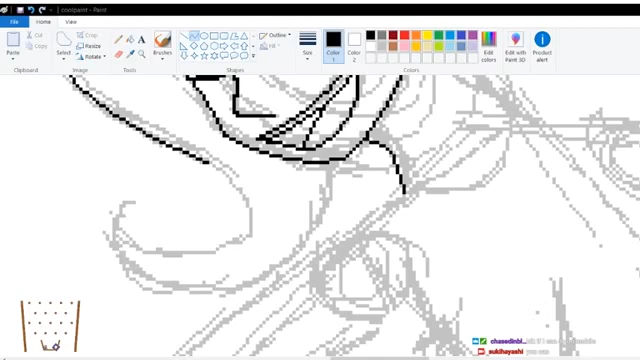 coolpaint - Paint
File
Home
View
Paste
Cut
Copy
Clipboard
Select
Crop
Resize
Rotate
Image
Tools
Brushes
Outline
Fill
Shapes
Size
Color
1
Color
2
Colors
Edit
colors
Edit with
Paint 3D
Product
alert
chasedinbl...
_sukihayashi